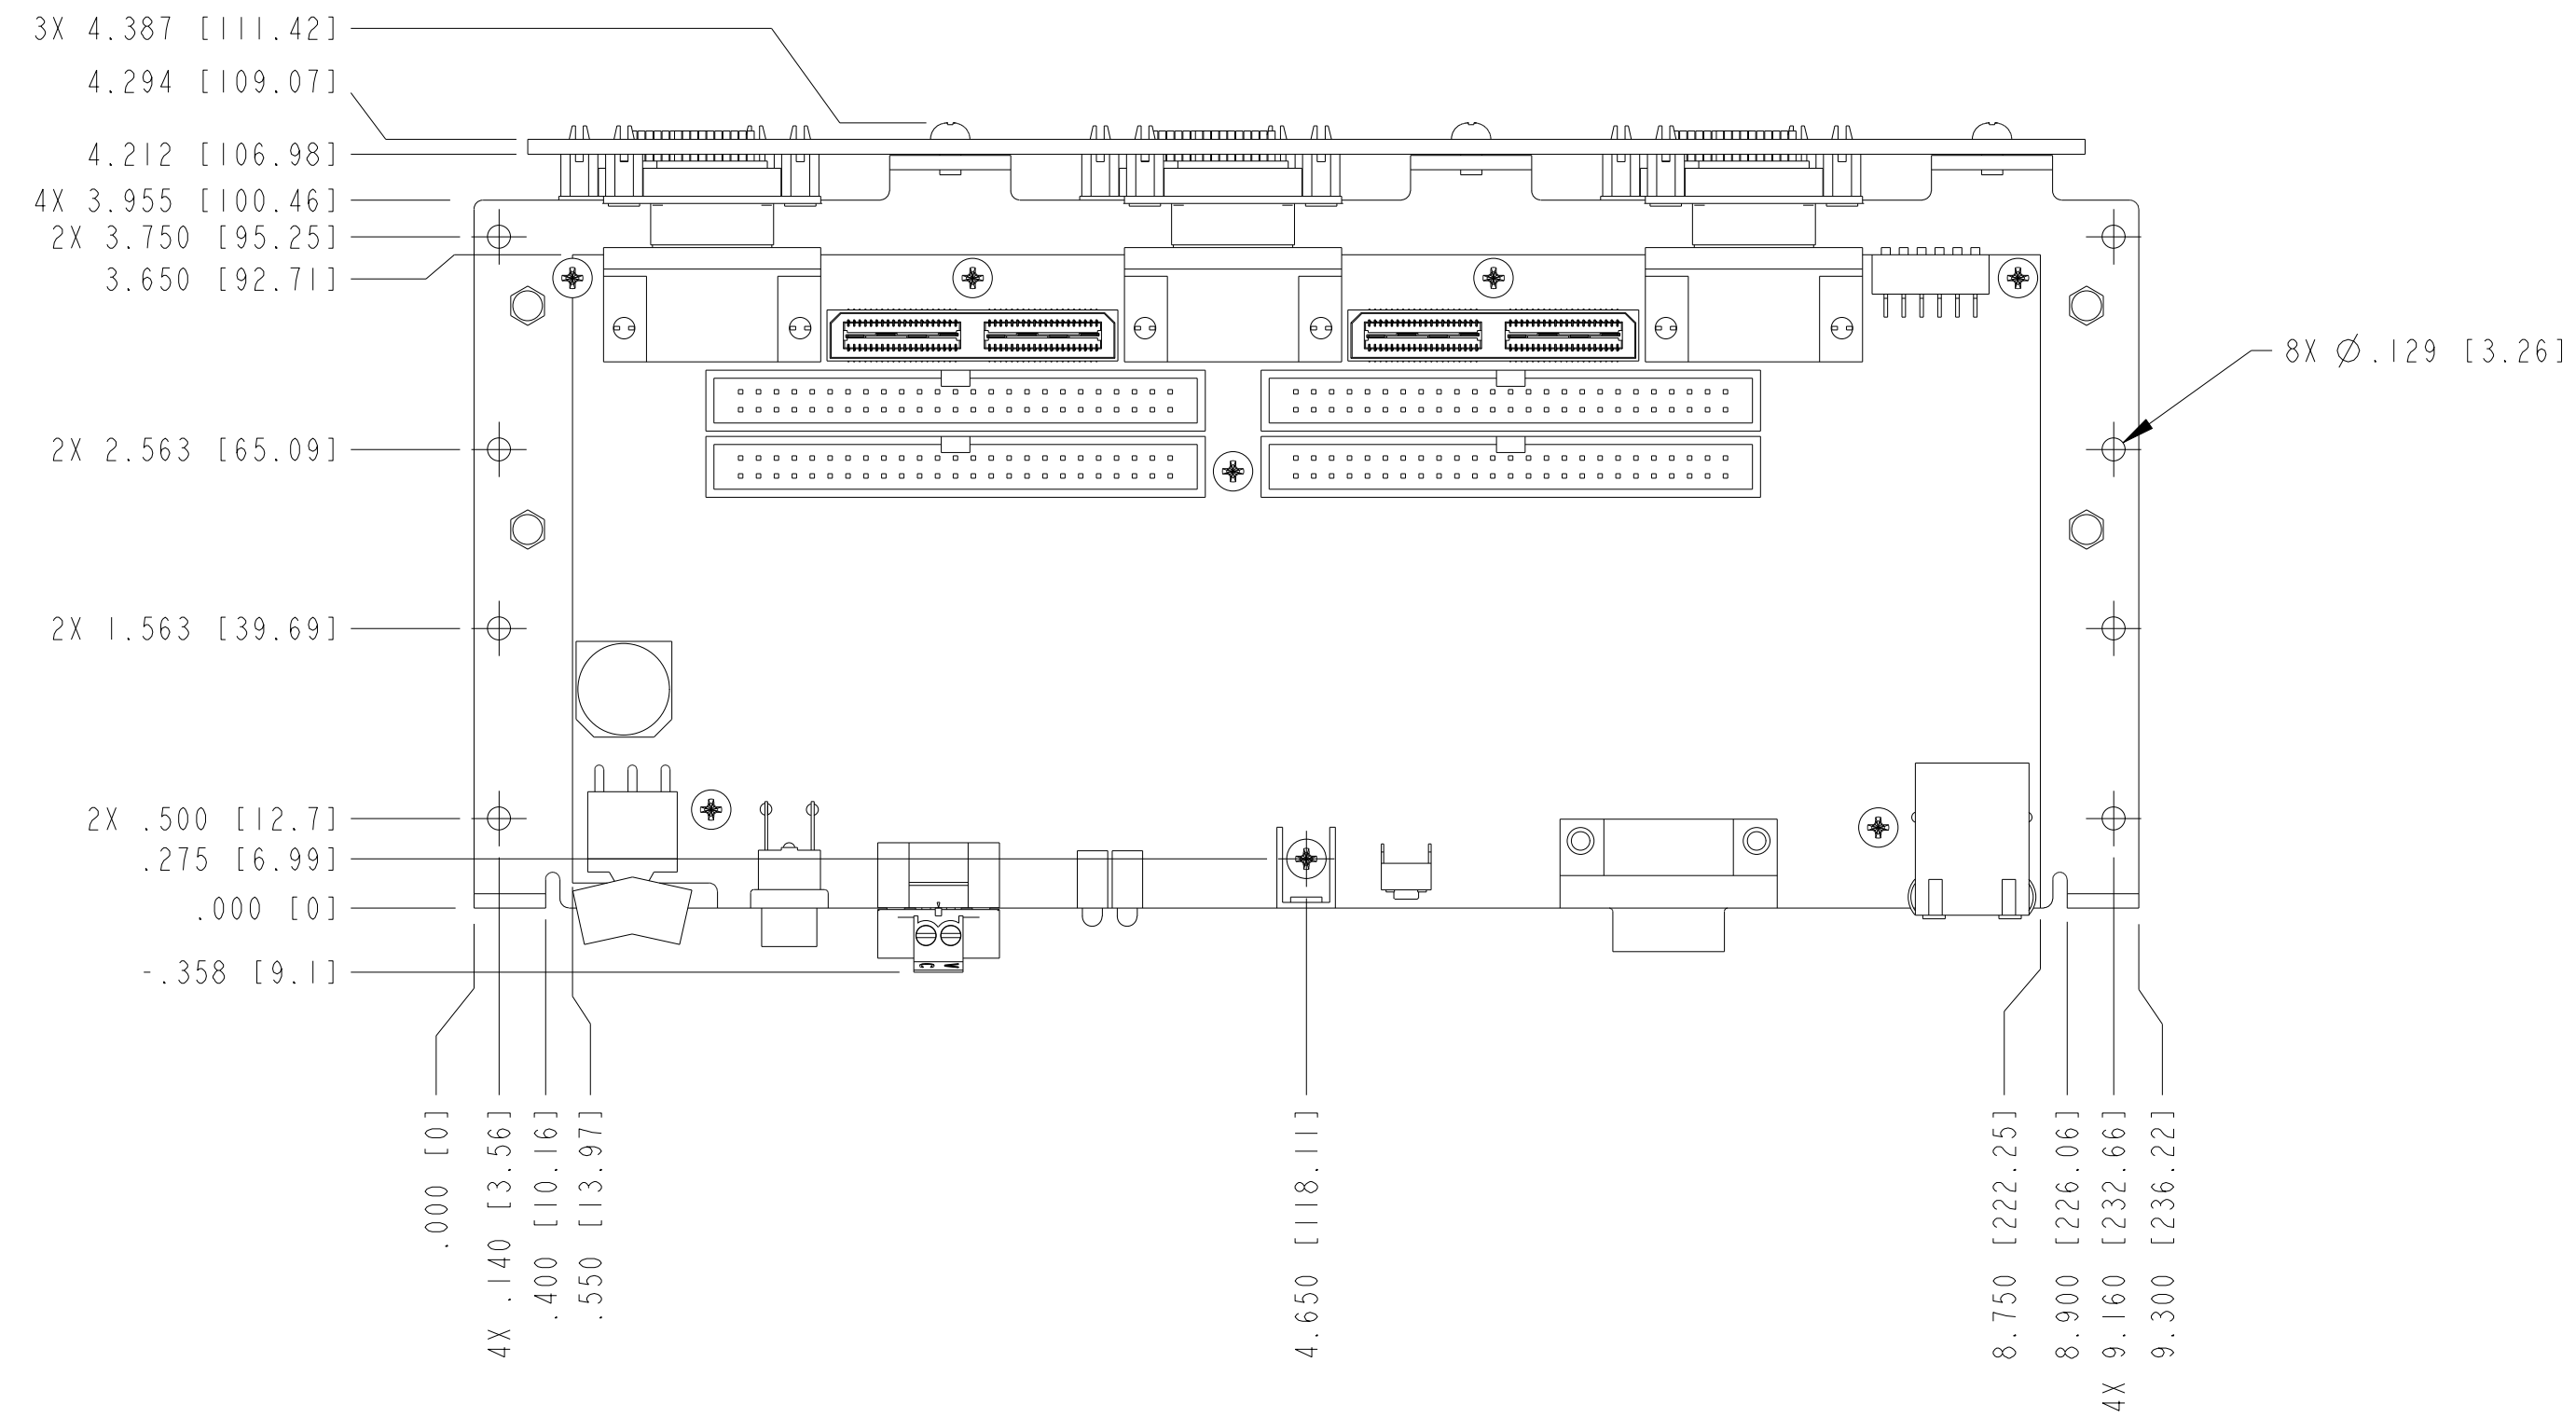 3X 4.387 [111.42]
4.294 [109.07]
4.212 [106.98]
4X 3.955 [100.46]
2X 3.750 [95.25]
3.650 [92.71]
8X Ø.129 [3.26]
2X 2.563 [65.09]
2X 1.563 [39.69]
2X .500 [12.7]
.275 [6.99]
.000 [0]
-.358 [9.1]
C V
.000 [0]
4X .140 [3.56]
.400 [10.16]
.550 [13.97]
4.650 [118.11]
8.750 [222.25]
8.900 [226.06]
4X 9.160 [232.66]
9.300 [236.22]